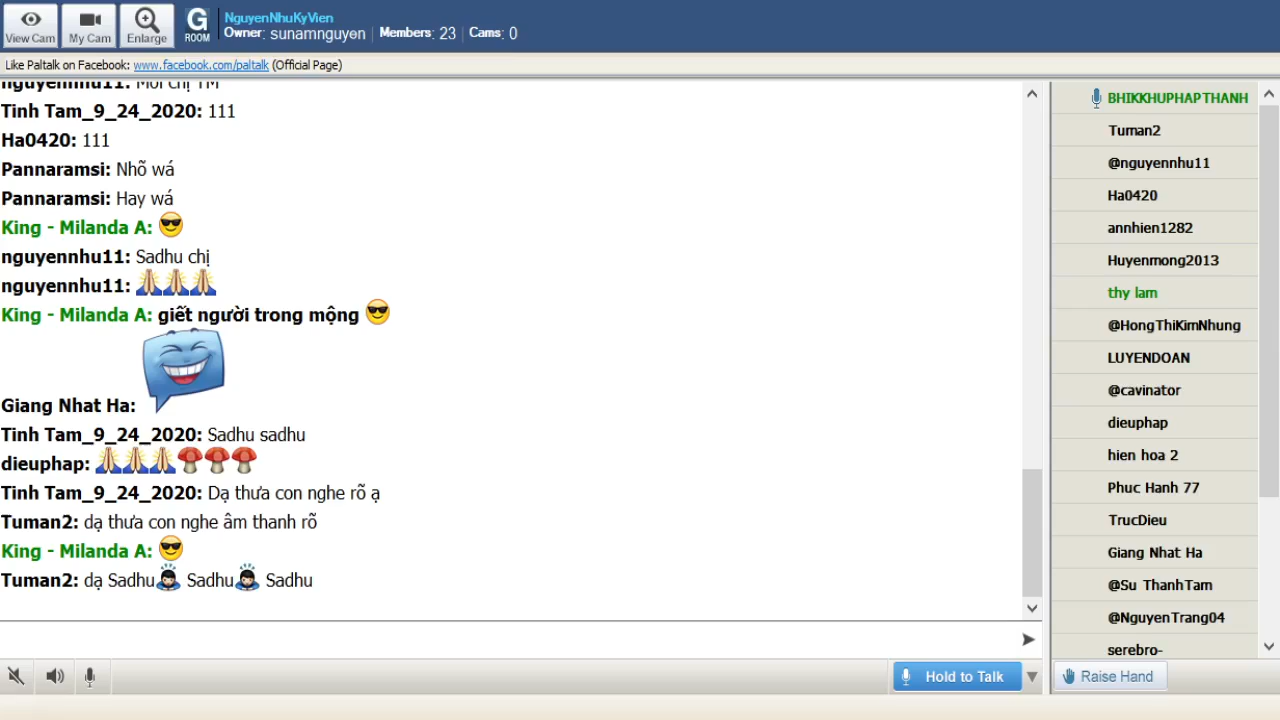 View Cam
My Cam
Enlarge
G
ROOM
NguyenNhuKyVien
Owner: sunamnguyen Members: 23 Cams: 0
Like Paltalk on Facebook: www.facebook.com/paltalk (Official Page)
nguyennhu11: Mời chị TM
Tinh Tam_9_24_2020: 111
Ha0420: 111
Pannaramsi: Nhõ wá
Pannaramsi: Hay wá
King - Milanda A: 😎
nguyennhu11: Sadhu chị
nguyennhu11: 🙏🙏🙏
King - Milanda A: giết người trong mộng 😎
Giang Nhat Ha:
Tinh Tam_9_24_2020: Sadhu sadhu
dieuphap: 🙏🙏🙏🍄🍄🍄
Tinh Tam_9_24_2020: Dạ thưa con nghe rõ ạ
Tuman2: dạ thưa con nghe âm thanh rõ
King - Milanda A: 😎
Tuman2: dạ Sadhu🙇 Sadhu🙇 Sadhu
BHIKKHUPHAPTHANH
Tuman2
@nguyennhu11
Ha0420
annhien1282
Huyenmong2013
thy lam
@HongThiKimNhung
LUYENDOAN
@cavinator
dieuphap
hien hoa 2
Phuc Hanh 77
TrucDieu
Giang Nhat Ha
@Su ThanhTam
@NguyenTrang04
serebro-
Hold to Talk
Raise Hand